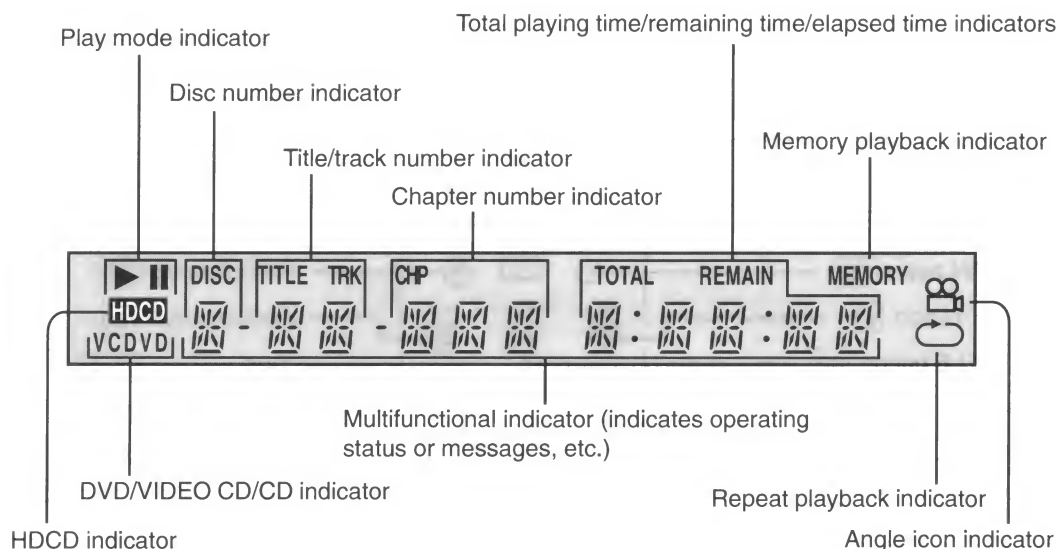 Total playing time/remaining time/elapsed time indicators
Play mode indicator
Disc number indicator
Memory playback indicator
Title/track number indicator
Chapter number indicator
DISC TITLE TRK CHP TOTAL REMAIN MEMORY
HDCD
VCDVD
Multifunctional indicator (indicates operating
status or messages, etc.)
DVD/VIDEO CD/CD indicator
Repeat playback indicator
HDCD indicator
Angle icon indicator